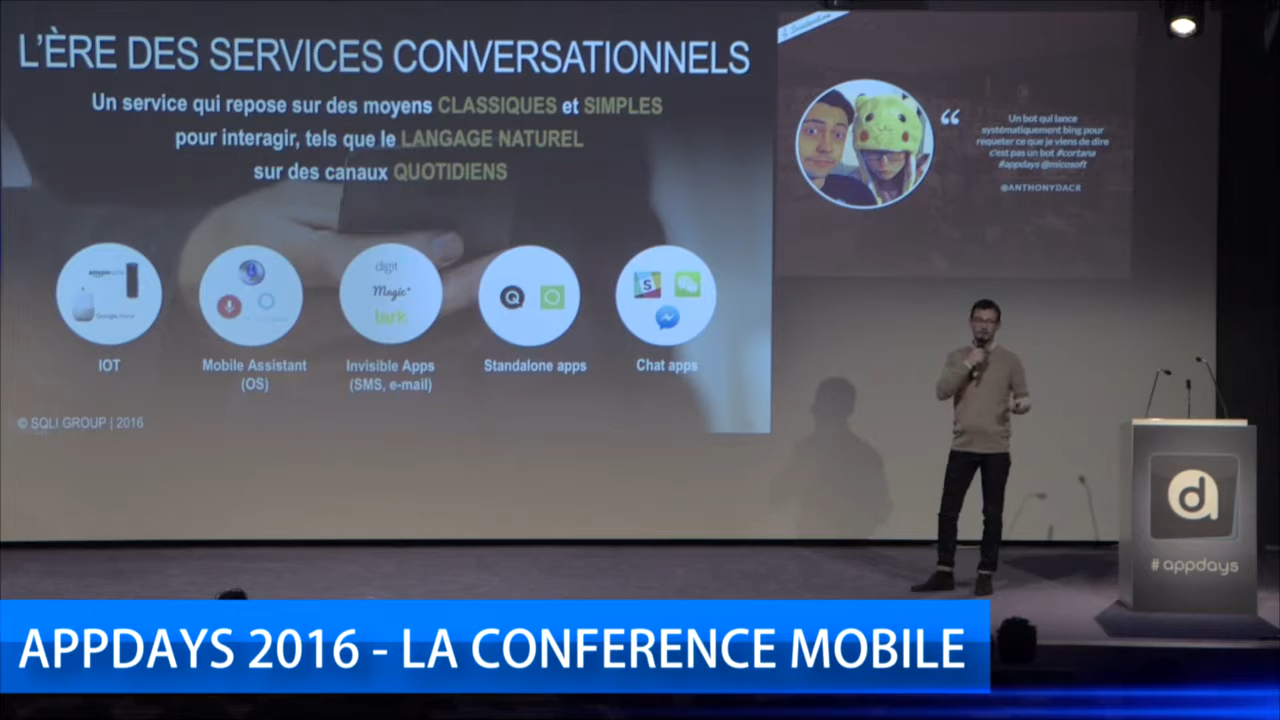 L'ÈRE DES SERVICES CONVERSATIONNELS
Un service qui repose sur des moyens CLASSIQUES et SIMPLES
pour interagir, tels que le LANGAGE NATUREL
sur des canaux QUOTIDIENS
digit
Magic+
lark
Google Home
S
IOT
Mobile Assistant
(OS)
Invisible Apps
(SMS, e-mail)
Standalone apps
Chat apps
© SQLI GROUP | 2016
“
Un bot qui lance
systématiquement bing pour
requeter ce que je viens de dire
c'est pas un bot #cortana
#appdays @micosoft
@ANTHONYDACR
d
#appdays
APPDAYS 2016 - LA CONFERENCE MOBILE